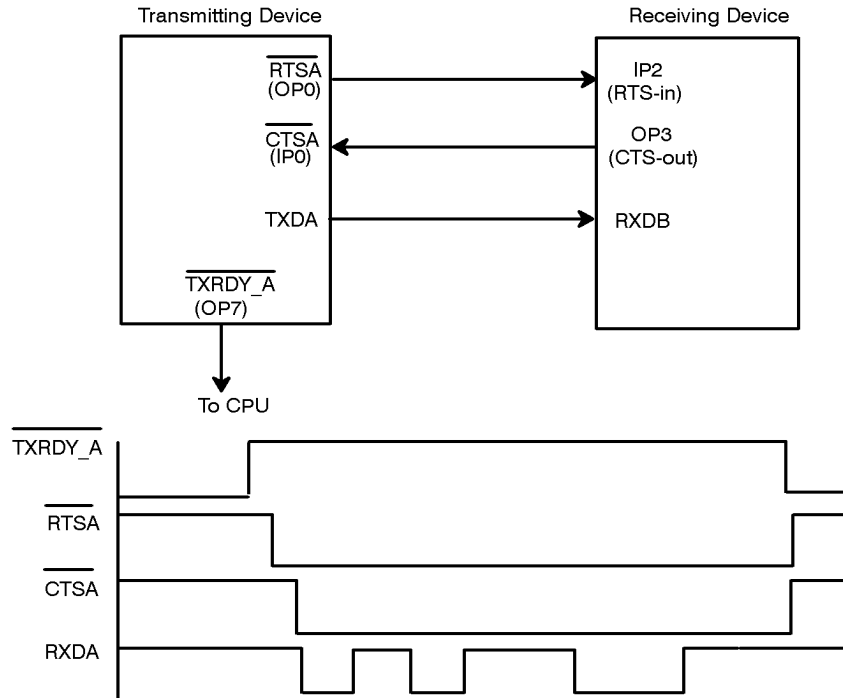 Transmitting Device
Receiving Device
RTSA
(OP0)
IP2
(RTS-in)
CTSA
(IP0)
OP3
(CTS-out)
TXDA
RXDB
TXRDY_A
(OP7)
To CPU
TXRDY_A
RTSA
CTSA
RXDA